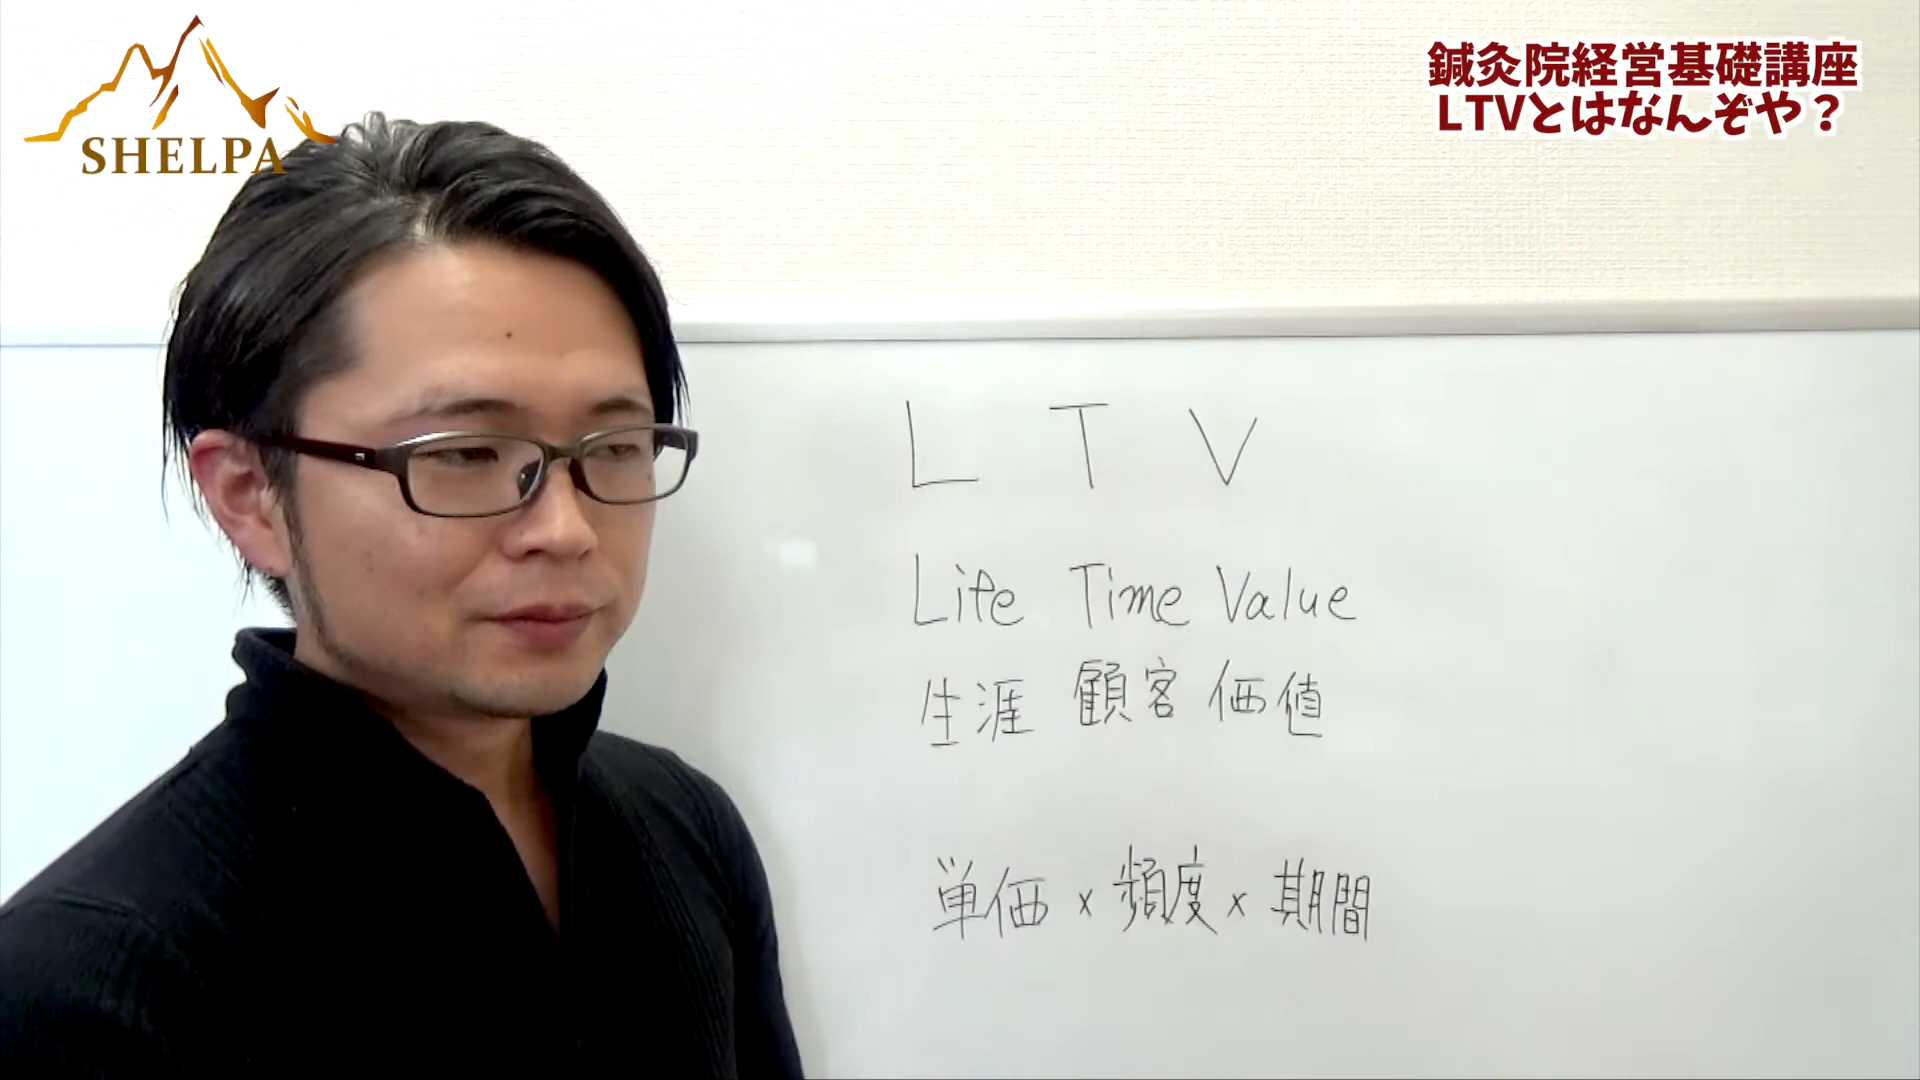 SHELPA
鍼灸院経営基礎講座
LTVとはなんぞや？
L T V
Life Time Value
生涯 顧客 価値
単価 × 頻度 × 期間